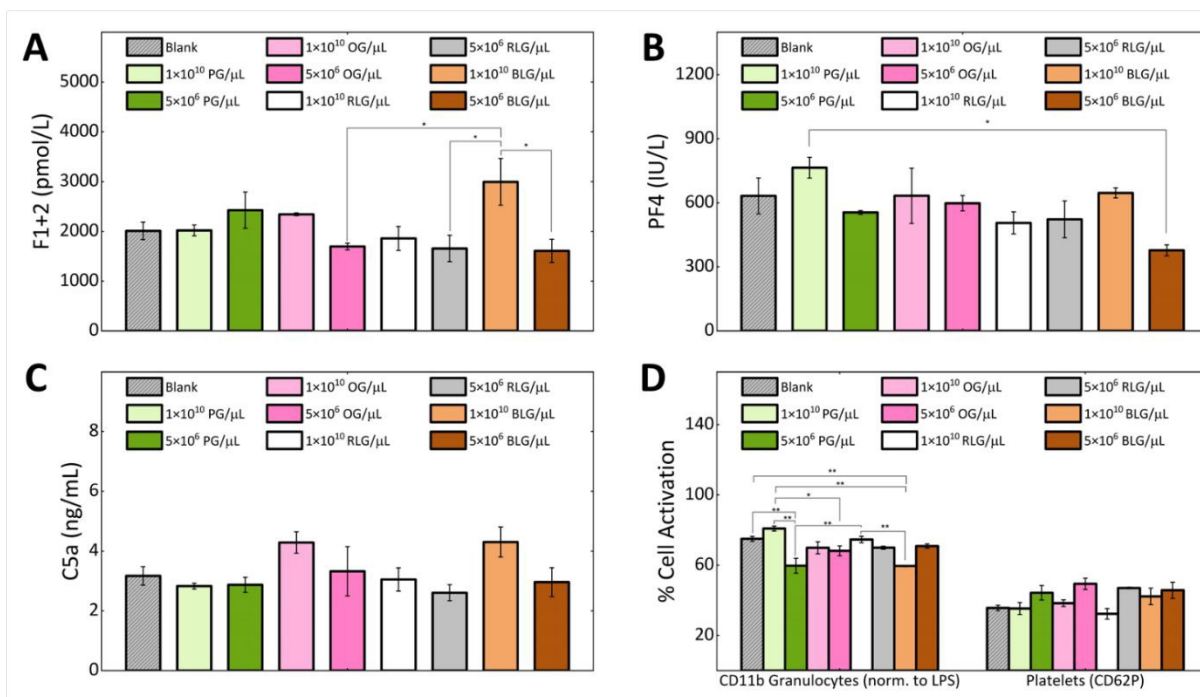 A
Blank 1×10¹⁰ OG/μL 5×10⁶ RLG/μL
1×10¹⁰ PG/μL 5×10⁶ OG/μL 1×10¹⁰ BLG/μL
5×10⁶ PG/μL 1×10¹⁰ RLG/μL 5×10⁶ BLG/μL
F1+2 (pmol/L)
5000
4000
3000
2000
1000
0
*
*
*
B
Blank 1×10¹⁰ OG/μL 5×10⁶ RLG/μL
1×10¹⁰ PG/μL 5×10⁶ OG/μL 1×10¹⁰ BLG/μL
5×10⁶ PG/μL 1×10¹⁰ RLG/μL 5×10⁶ BLG/μL
PF4 (IU/L)
1200
900
600
300
0
*
C
Blank 1×10¹⁰ OG/μL 5×10⁶ RLG/μL
1×10¹⁰ PG/μL 5×10⁶ OG/μL 1×10¹⁰ BLG/μL
5×10⁶ PG/μL 1×10¹⁰ RLG/μL 5×10⁶ BLG/μL
C5a (ng/mL)
8
6
4
2
0
D
Blank 1×10¹⁰ OG/μL 5×10⁶ RLG/μL
1×10¹⁰ PG/μL 5×10⁶ OG/μL 1×10¹⁰ BLG/μL
5×10⁶ PG/μL 1×10¹⁰ RLG/μL 5×10⁶ BLG/μL
% Cell Activation
140
100
60
20
**
**
*
**
**
**
**
CD11b Granulocytes (norm. to LPS) Platelets (CD62P)